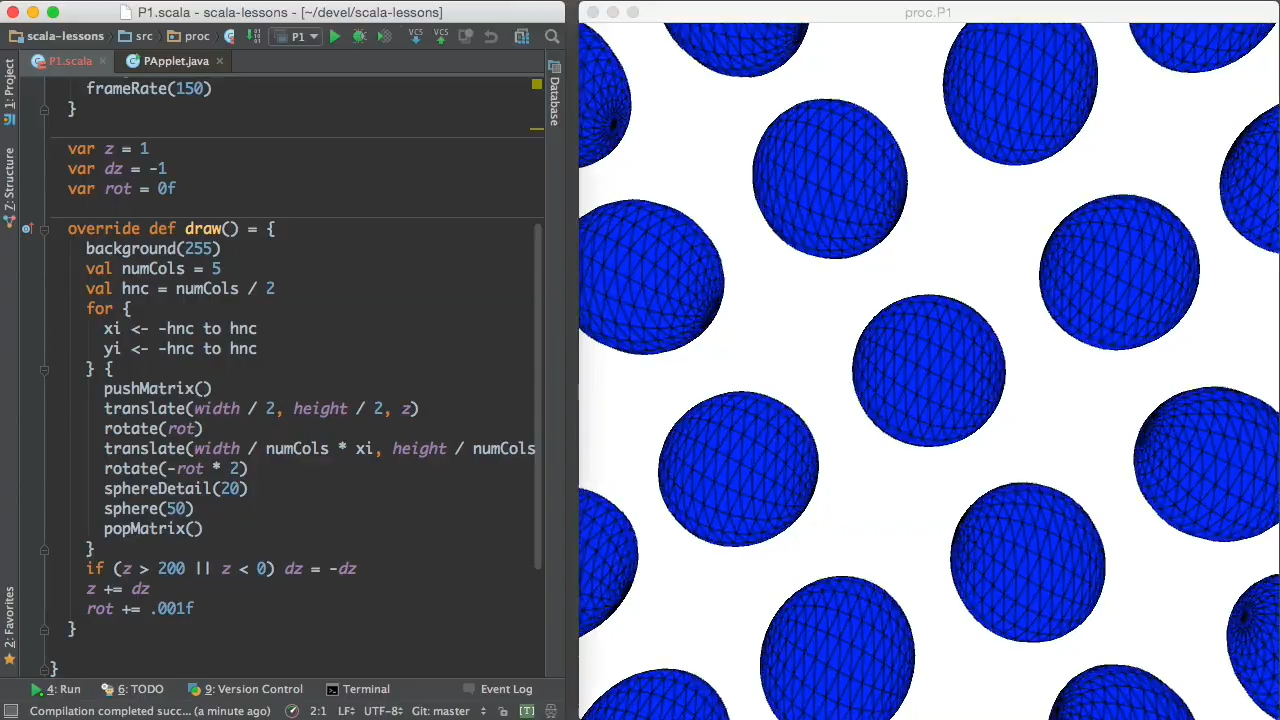 P1.scala - scala-lessons - [~/devel/scala-lessons]
proc.P1
scala-lessons src proc P1
P1.scala PApplet.java
1: Project
Z: Structure
2: Favorites
Database
frameRate(150)
}
var z = 1
var dz = -1
var rot = 0f
override def draw() = {
background(255)
val numCols = 5
val hnc = numCols / 2
for {
xi <- -hnc to hnc
yi <- -hnc to hnc
} {
pushMatrix()
translate(width / 2, height / 2, z)
rotate(rot)
translate(width / numCols * xi, height / numCols
rotate(-rot * 2)
sphereDetail(20)
sphere(50)
popMatrix()
}
if (z > 200 || z < 0) dz = -dz
z += dz
rot += .001f
}
}
4: Run 6: TODO 9: Version Control Terminal Event Log
Compilation completed succ... (a minute ago) 2:1 LF UTF-8 Git: master [T]